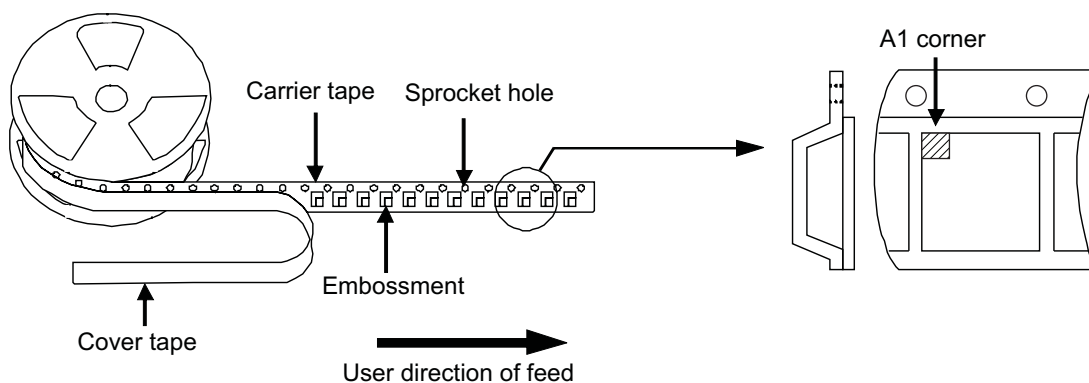 A1 corner
Carrier tape
Sprocket hole
Embossment
Cover tape
User direction of feed